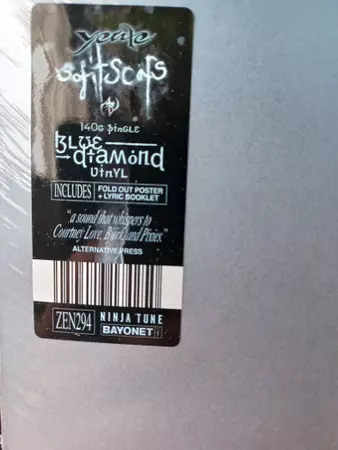 yeule
softscars
140G SINGLE
BLUE
diamond
VINYL
INCLUDES
FOLD OUT POSTER
+ LYRIC BOOKLET
"a sound that whispers to
Courtney Love, Björk and Pixies."
ALTERNATIVE PRESS
ZEN294
NINJA TUNE
BAYONET